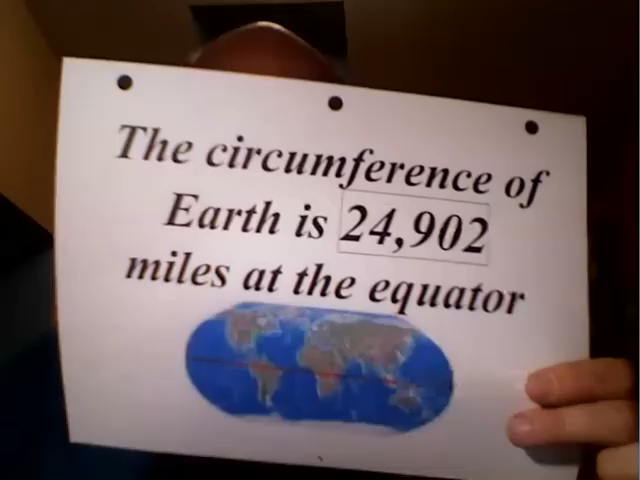 The circumference of
Earth is 24,902
miles at the equator